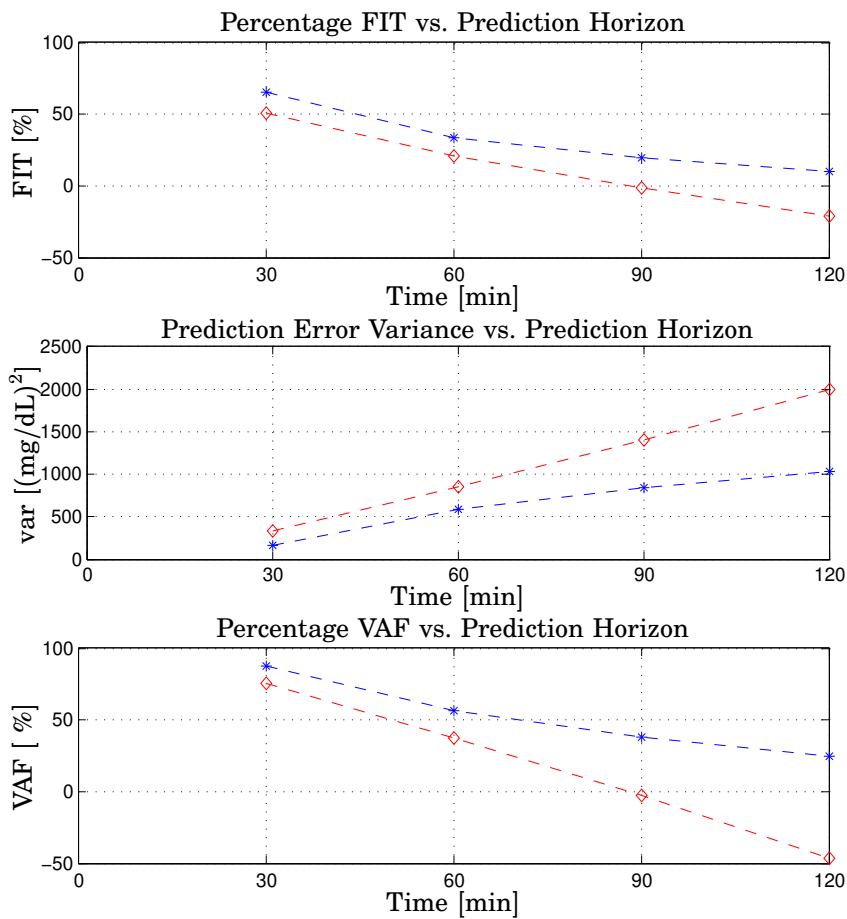 Percentage FIT vs. Prediction Horizon
FIT [%]
100
50
0
−50
0 30 60 90 120
Time [min]
Prediction Error Variance vs. Prediction Horizon
var [(mg/dL)²]
2500
2000
1500
1000
500
0
0 30 60 90 120
Time [min]
Percentage VAF vs. Prediction Horizon
VAF [ %]
100
50
0
−50
0 30 60 90 120
Time [min]